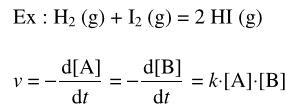 Ex : H₂ (g) + I₂ (g) = 2 HI (g)
v = − d[A]/dt = − d[B]/dt = k·[A]·[B]